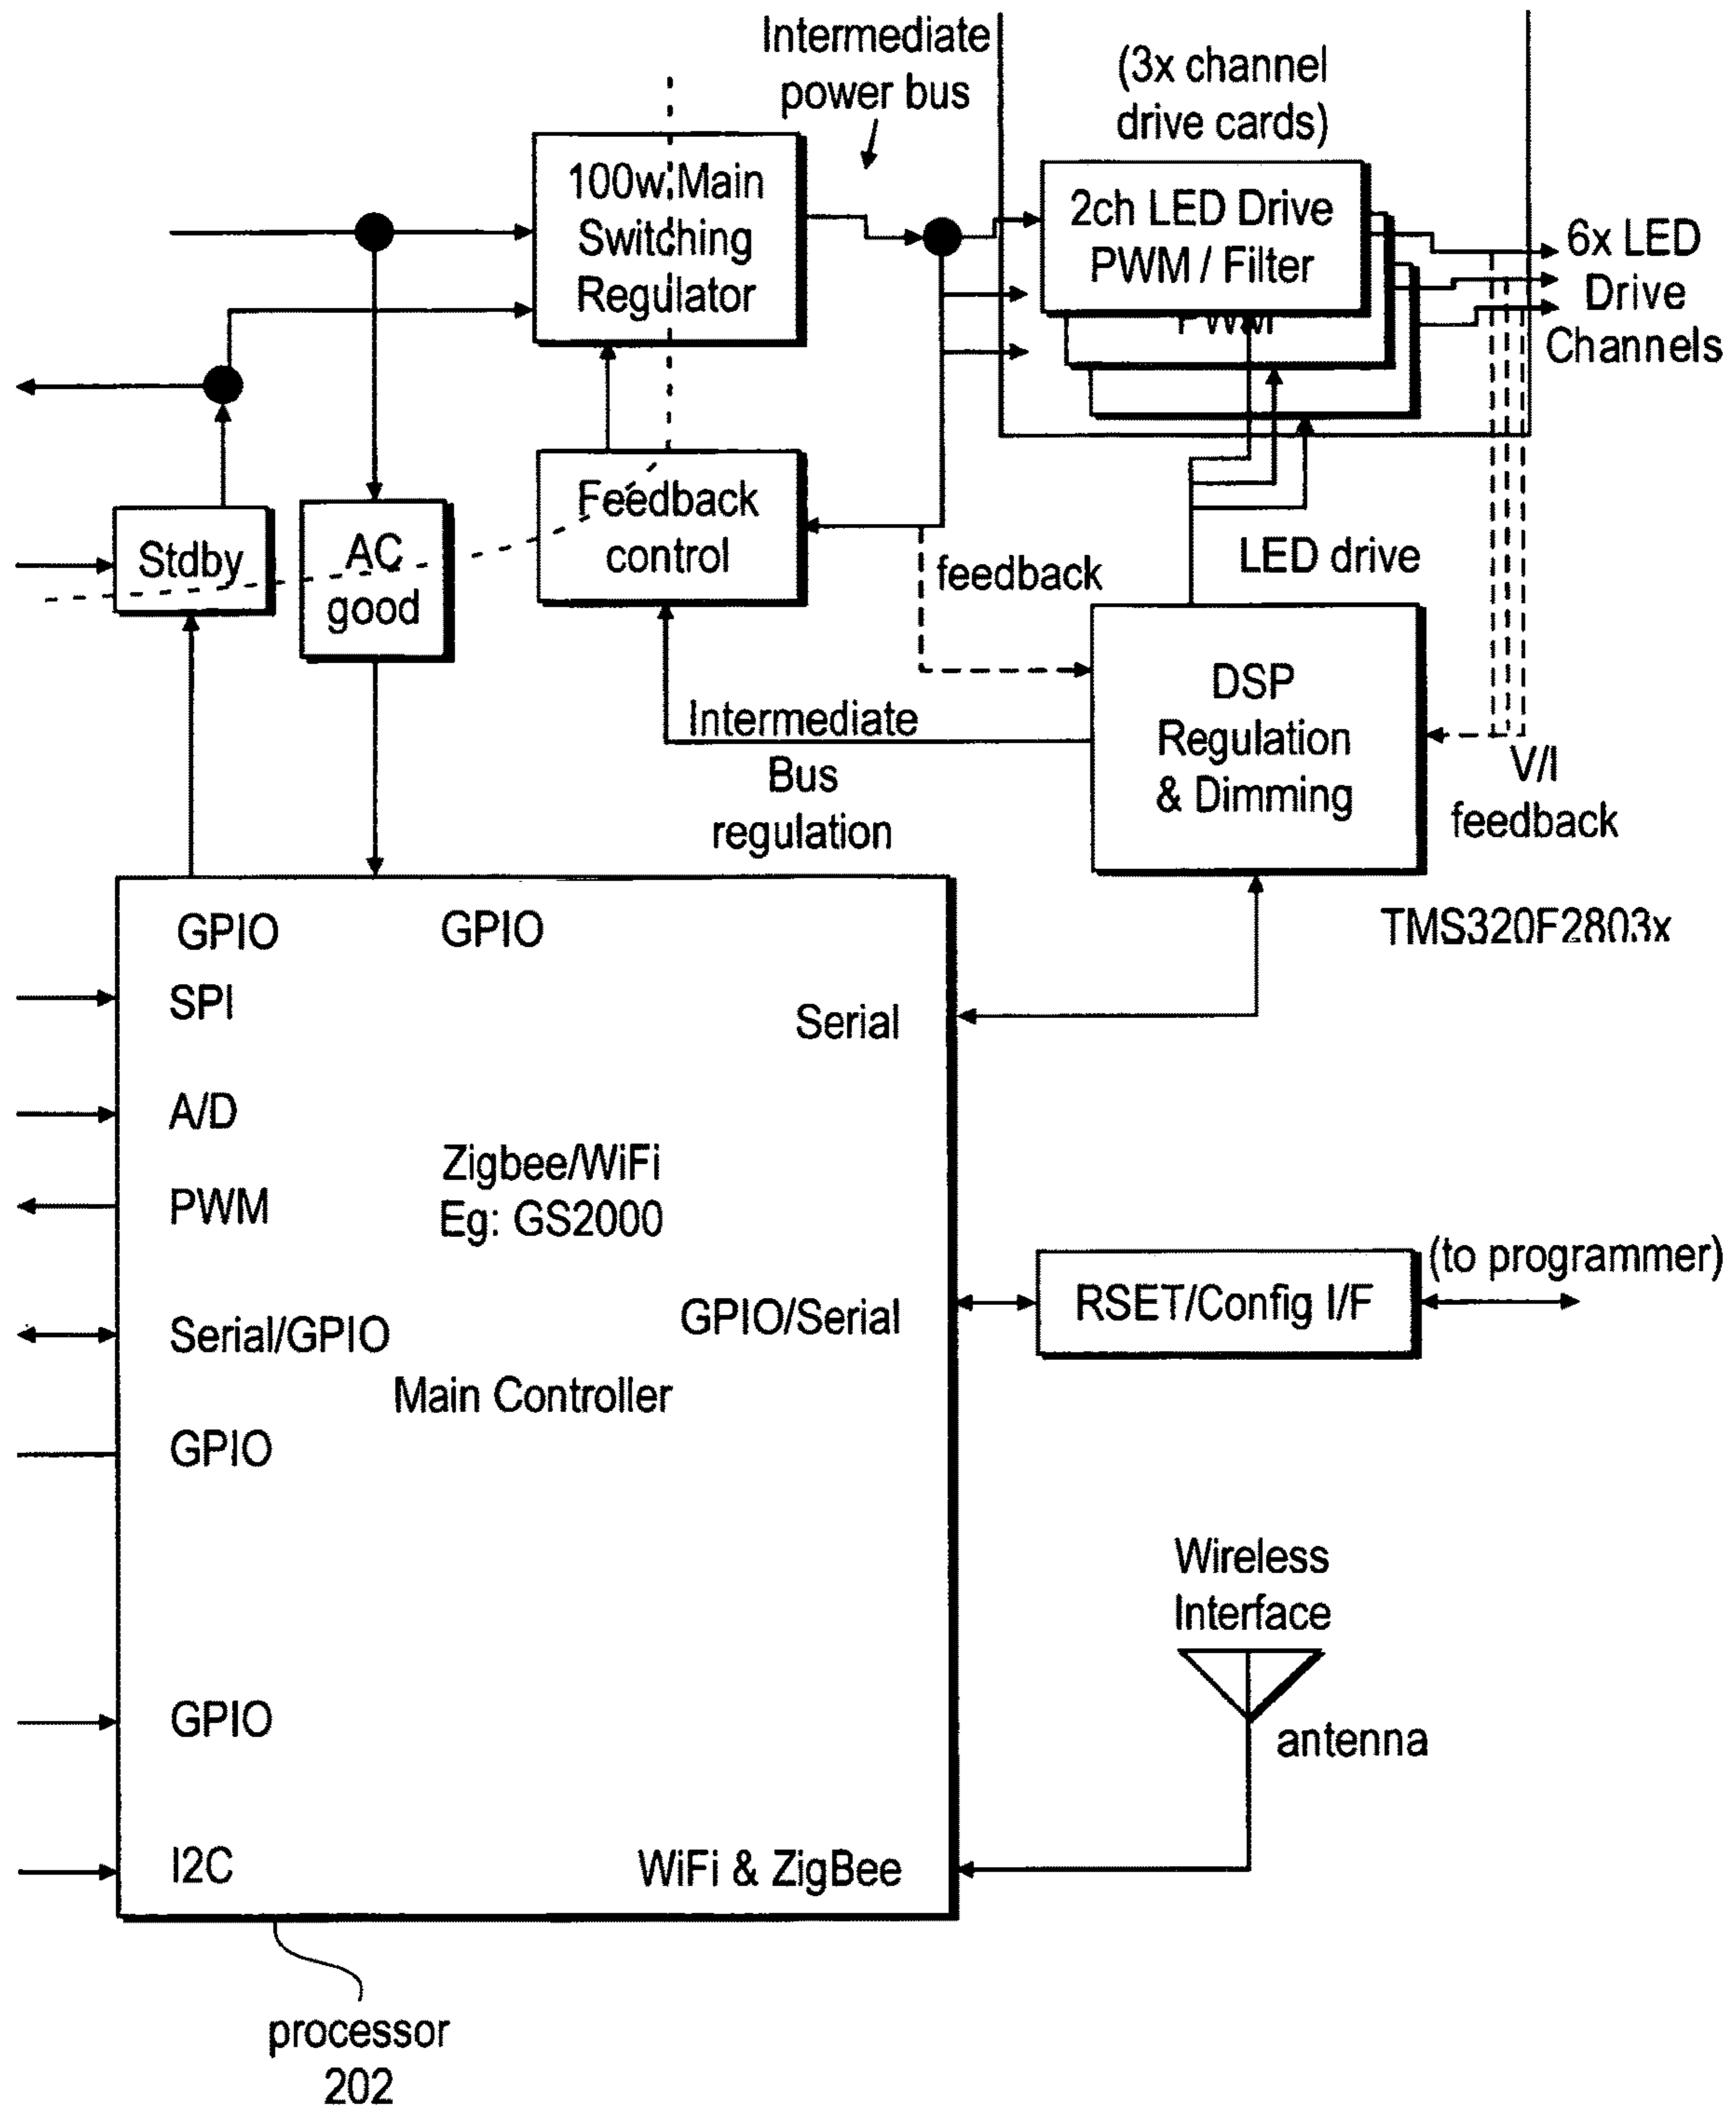 Intermediate
power bus
(3x channel
drive cards)
100w Main
Switching
Regulator
2ch LED Drive
PWM / Filter
PWM
6x LED
Drive
Channels
Stdby
AC
good
Feedback
control
feedback
LED drive
DSP
Regulation
& Dimming
Intermediate
Bus
regulation
V/I
feedback
TMS320F2803x
GPIO
GPIO
SPI
Serial
A/D
Zigbee/WiFi
Eg: GS2000
PWM
(to programmer)
RSET/Config I/F
GPIO/Serial
Serial/GPIO
Main Controller
GPIO
Wireless
Interface
antenna
GPIO
I2C
WiFi & ZigBee
processor
202